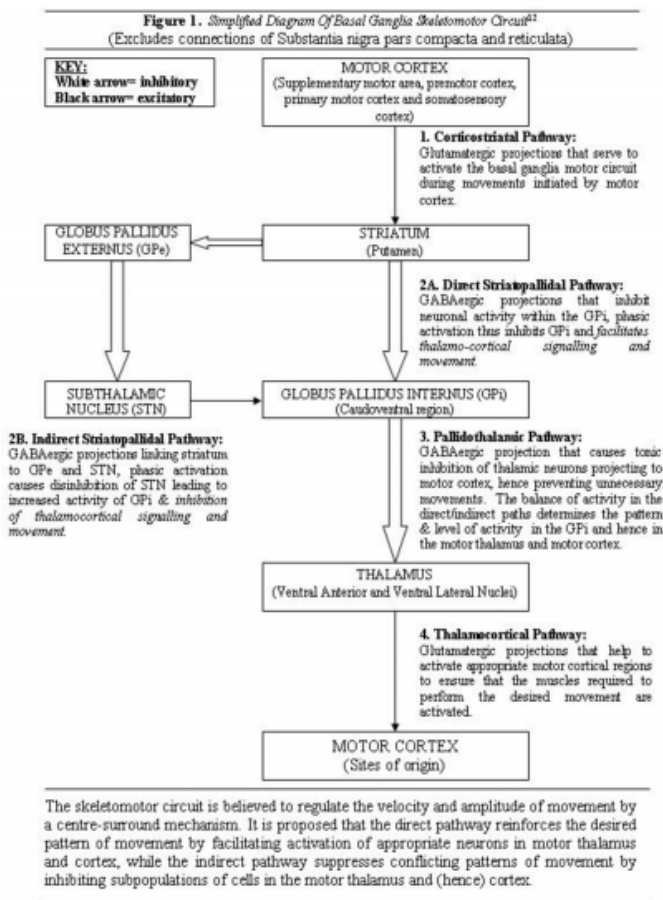 Figure 1. Simplified Diagram Of Basal Ganglia Skeletomotor Circuit12
(Excludes connections of Substantia nigra pars compacta and reticulata)
KEY:
White arrow= inhibitory
Black arrow= excitatory
MOTOR CORTEX
(Supplementary motor area, premotor cortex,
primary motor cortex and somatosensory
cortex)
1. Corticostriatal Pathway:
Glutamatergic projections that serve to
activate the basal ganglia motor circuit
during movements initiated by motor
cortex.
GLOBUS PALLIDUS
EXTERNUS (GPe)
STRIATUM
(Putamen)
2A. Direct Striatopallidal Pathway:
GABAergic projections that inhibit
neuronal activity within the GPi, phasic
activation thus inhibits GPi and facilitates
thalamo-cortical signalling and
movement.
SUBTHALAMIC
NUCLEUS (STN)
GLOBUS PALLIDUS INTERNUS (GPi)
(Caudoventral region)
2B. Indirect Striatopallidal Pathway:
GABAergic projections linking striatum
to GPe and STN, phasic activation
causes disinhibition of STN leading to
increased activity of GPi & inhibition
of thalamocortical signalling and
movement.
3. Pallidothalamic Pathway:
GABAergic projection that causes tonic
inhibition of thalamic neurons projecting to
motor cortex, hence preventing unnecessary
movements. The balance of activity in the
direct/indirect paths determines the pattern
& level of activity in the GPi and hence in
the motor thalamus and motor cortex.
THALAMUS
(Ventral Anterior and Ventral Lateral Nuclei)
4. Thalamocortical Pathway:
Glutamatergic projections that help to
activate appropriate motor cortical regions
to ensure that the muscles required to
perform the desired movement are
activated.
MOTOR CORTEX
(Sites of origin)
The skeletomotor circuit is believed to regulate the velocity and amplitude of movement by
a centre-surround mechanism. It is proposed that the direct pathway reinforces the desired
pattern of movement by facilitating activation of appropriate neurons in motor thalamus
and cortex, while the indirect pathway suppresses conflicting patterns of movement by
inhibiting subpopulations of cells in the motor thalamus and (hence) cortex.